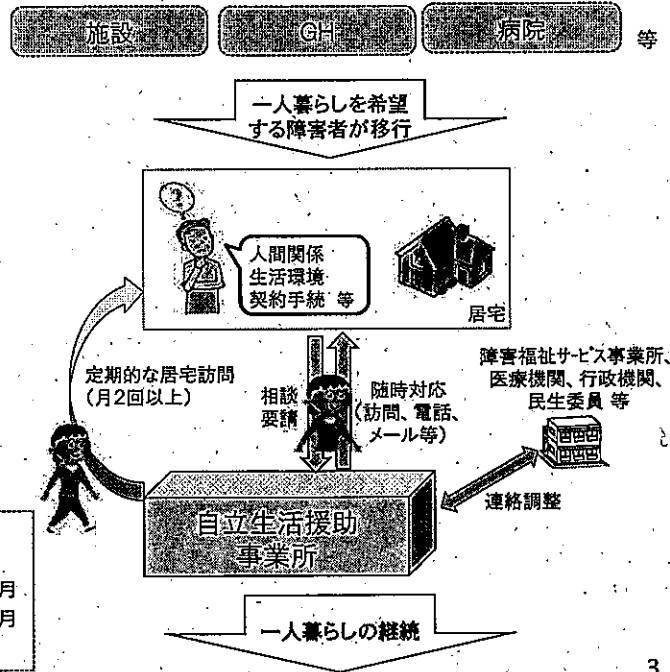 施設
GH
病院
等
一人暮らしを希望
する障害者が移行
?
人間関係
生活環境
契約手続 等
居宅
定期的な居宅訪問
(月2回以上)
相談
要請
随時対応
(訪問、電話、
メール等)
障害福祉サービス事業所、
医療機関、行政機関、
民生委員 等
連絡調整
自立生活援助
事業所
月
月
一人暮らしの継続
3